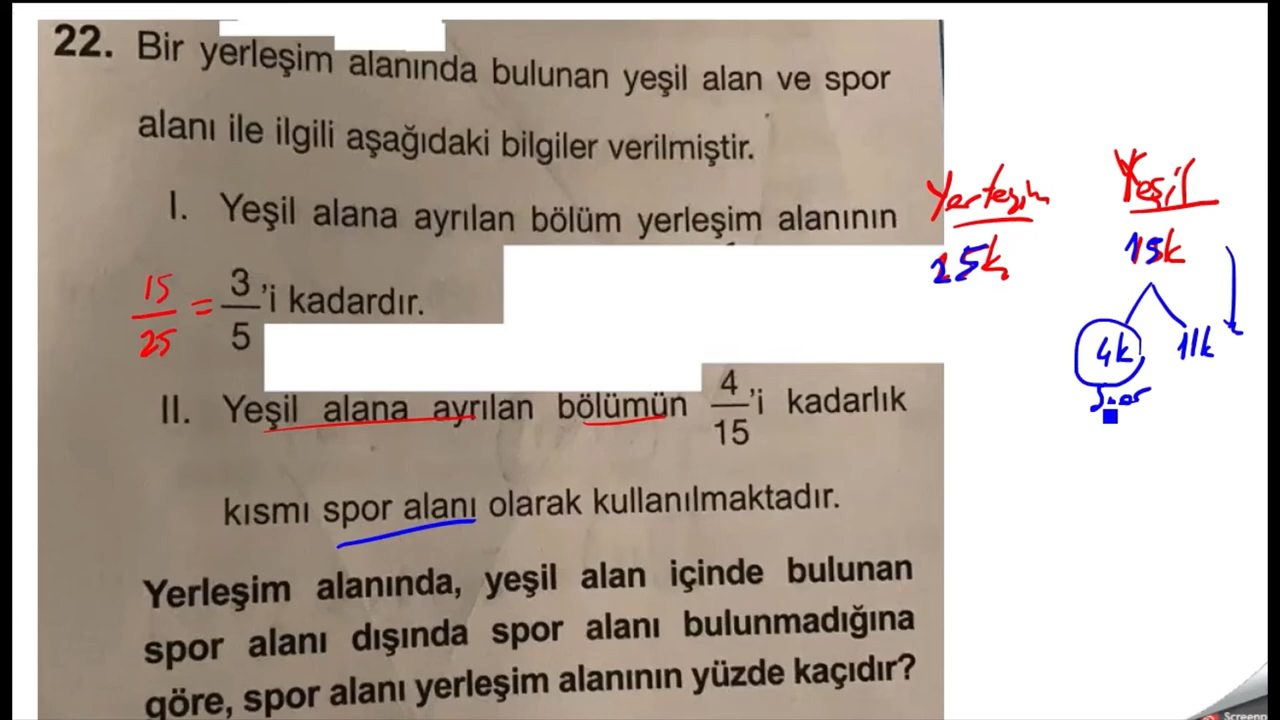 22. Bir yerleşim alanında bulunan yeşil alan ve spor
alanı ile ilgili aşağıdaki bilgiler verilmiştir.
I. Yeşil alana ayrılan bölüm yerleşim alanının
15/25 = 3/5 'i kadardır.
II. Yeşil alana ayrılan bölümün 4/15 'i kadarlık
kısmı spor alanı olarak kullanılmaktadır.
Yerleşim alanında, yeşil alan içinde bulunan
spor alanı dışında spor alanı bulunmadığına
göre, spor alanı yerleşim alanının yüzde kaçıdır?
Yerleşim
25k
Yeşil
15k
4k 11k
Spor